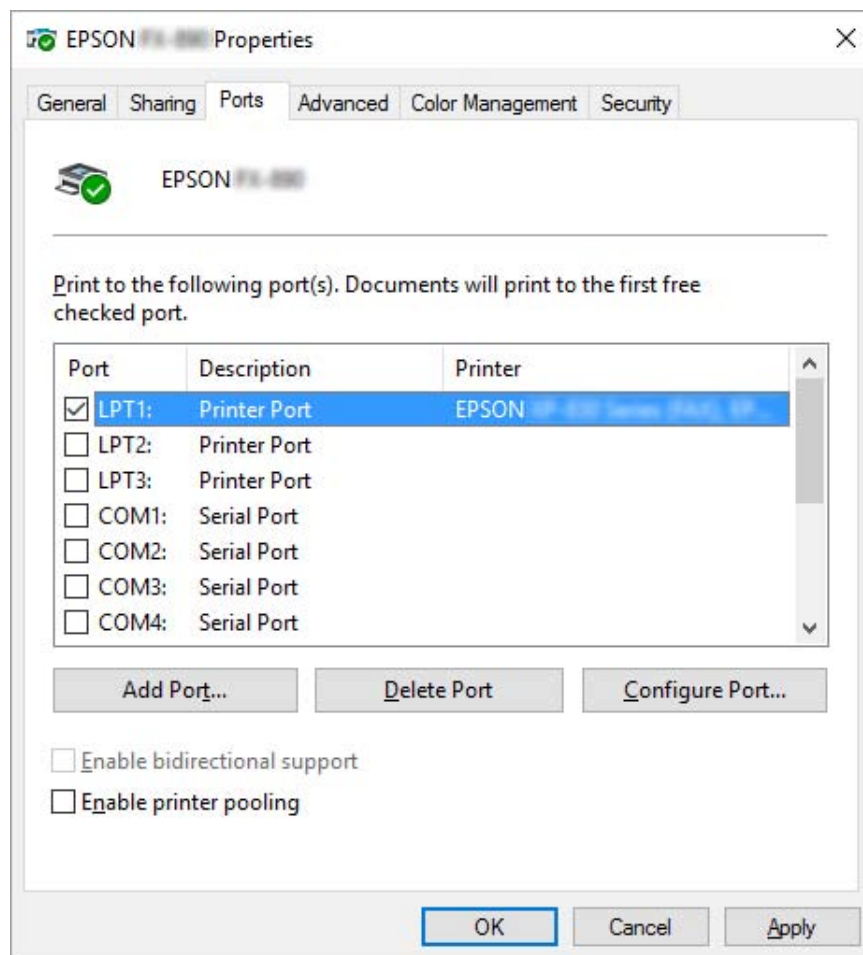 EPSON Properties
General Sharing Ports Advanced Color Management Security
EPSON
Print to the following port(s). Documents will print to the first free
checked port.
Port Description Printer
LPT1: Printer Port EPSON
LPT2: Printer Port
LPT3: Printer Port
COM1: Serial Port
COM2: Serial Port
COM3: Serial Port
COM4: Serial Port
Add Port... Delete Port Configure Port...
Enable bidirectional support
Enable printer pooling
OK Cancel Apply